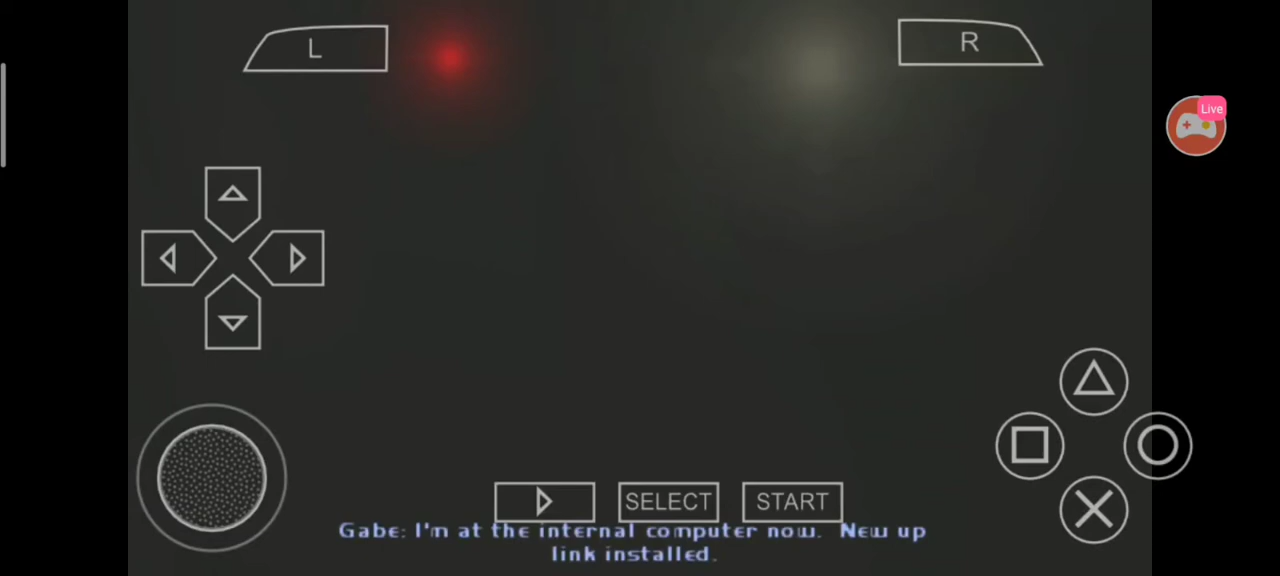 L
R
Live
SELECT
START
Gabe: I'm at the internal computer now. New up
link installed.